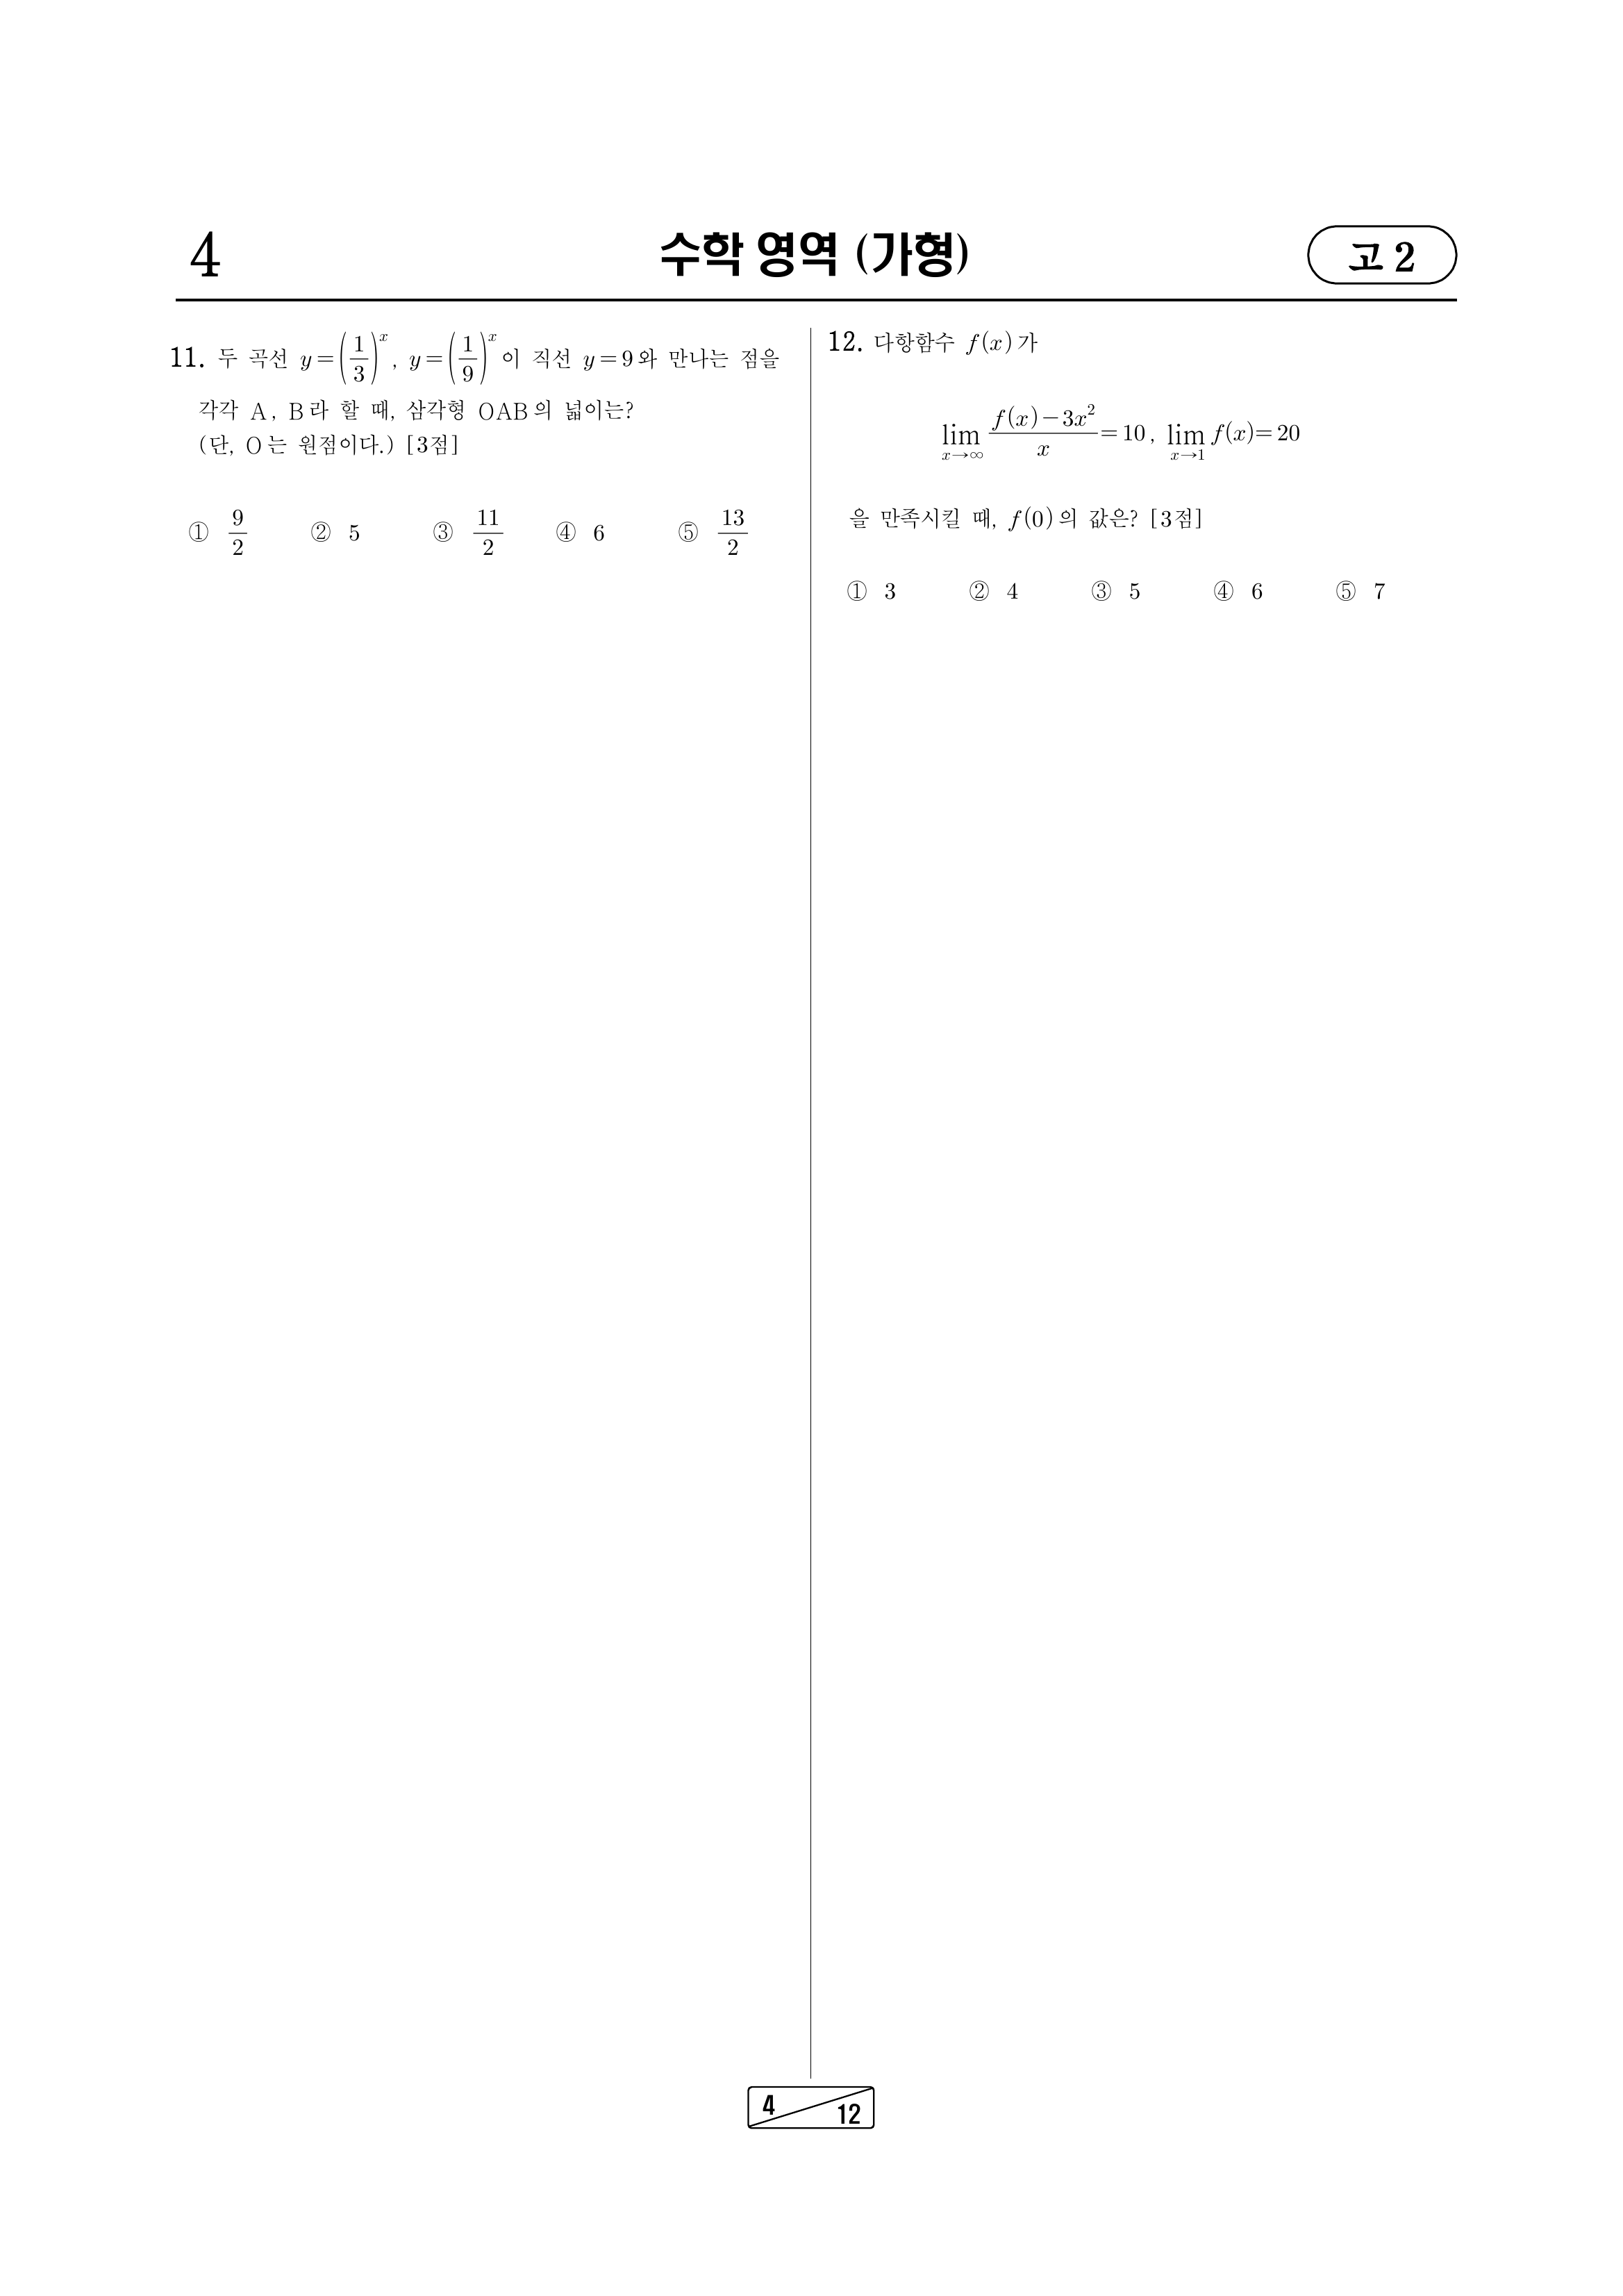 4
수학 영역 (가형)
고 2
11. 두 곡선 $y=\left(\frac{1}{3}\right)^x$, $y=\left(\frac{1}{9}\right)^x$이 직선 $y=9$와 만나는 점을
각각 A, B라 할 때, 삼각형 OAB의 넓이는?
(단, O는 원점이다.) [3점]
① $\frac{9}{2}$ ② 5 ③ $\frac{11}{2}$ ④ 6 ⑤ $\frac{13}{2}$
12. 다항함수 $f(x)$가
$\lim_{x\to\infty}\frac{f(x)-3x^2}{x}=10$, $\lim_{x\to1}f(x)=20$
을 만족시킬 때, $f(0)$의 값은? [3점]
① 3 ② 4 ③ 5 ④ 6 ⑤ 7
4
12